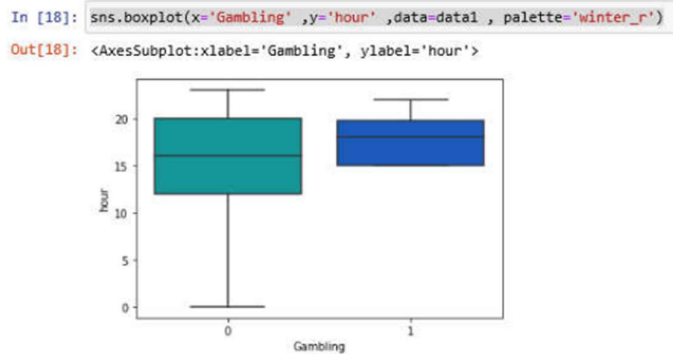 In [18]: sns.boxplot(x='Gambling' ,y='hour' ,data=data1 , palette='winter_r')
Out[18]: <AxesSubplot:xlabel='Gambling', ylabel='hour'>
20
15
10
5
0
hour
0 1
Gambling